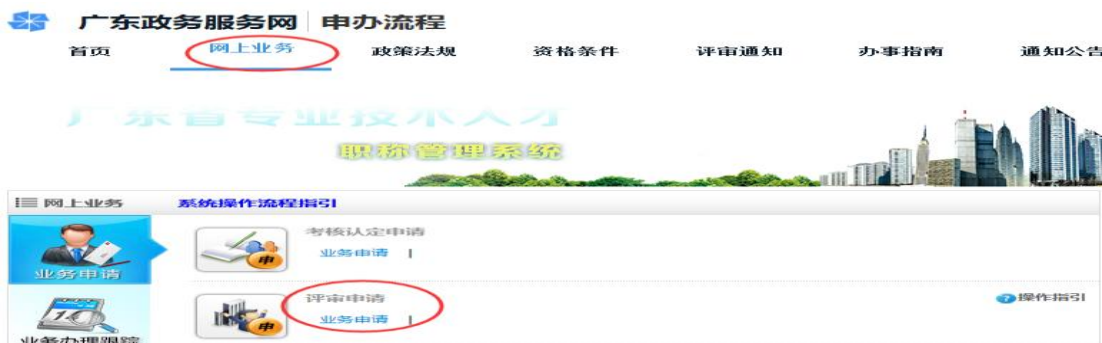 广东政务服务网 申办流程
首页 网上业务 政策法规 资格条件 评审通知 办事指南 通知公告
广东省专业技术人才
职称管理系统
网上业务 系统操作流程指引
考核认定申请
业务申请 |
业务申请
评审申请
操作指引
业务申请 |
业务办理跟踪